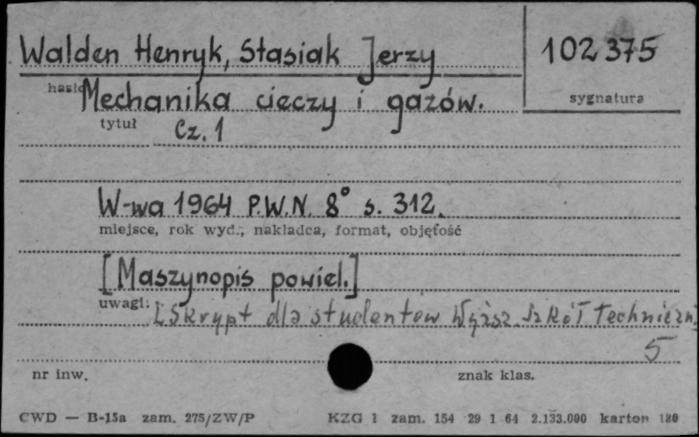 Walden Henryk, Stasiak Jerzy
102375
hasło
Mechanika cieczy i gazów.
sygnatura
tytuł
Cz. 1
W-wa 1964 P.W.N. 8° s. 312.
miejsce, rok wyd., nakładca, format, objętość
[Maszynopis powiel.]
uwagi:
Skrypt dla studentów Wyższ. Szkół Techniczn.
5
nr inw.
znak klas.
CWD — B-15a zam. 275/ZW/P
KZG 1 zam. 154 29 1 64 2.133.000 karton 180